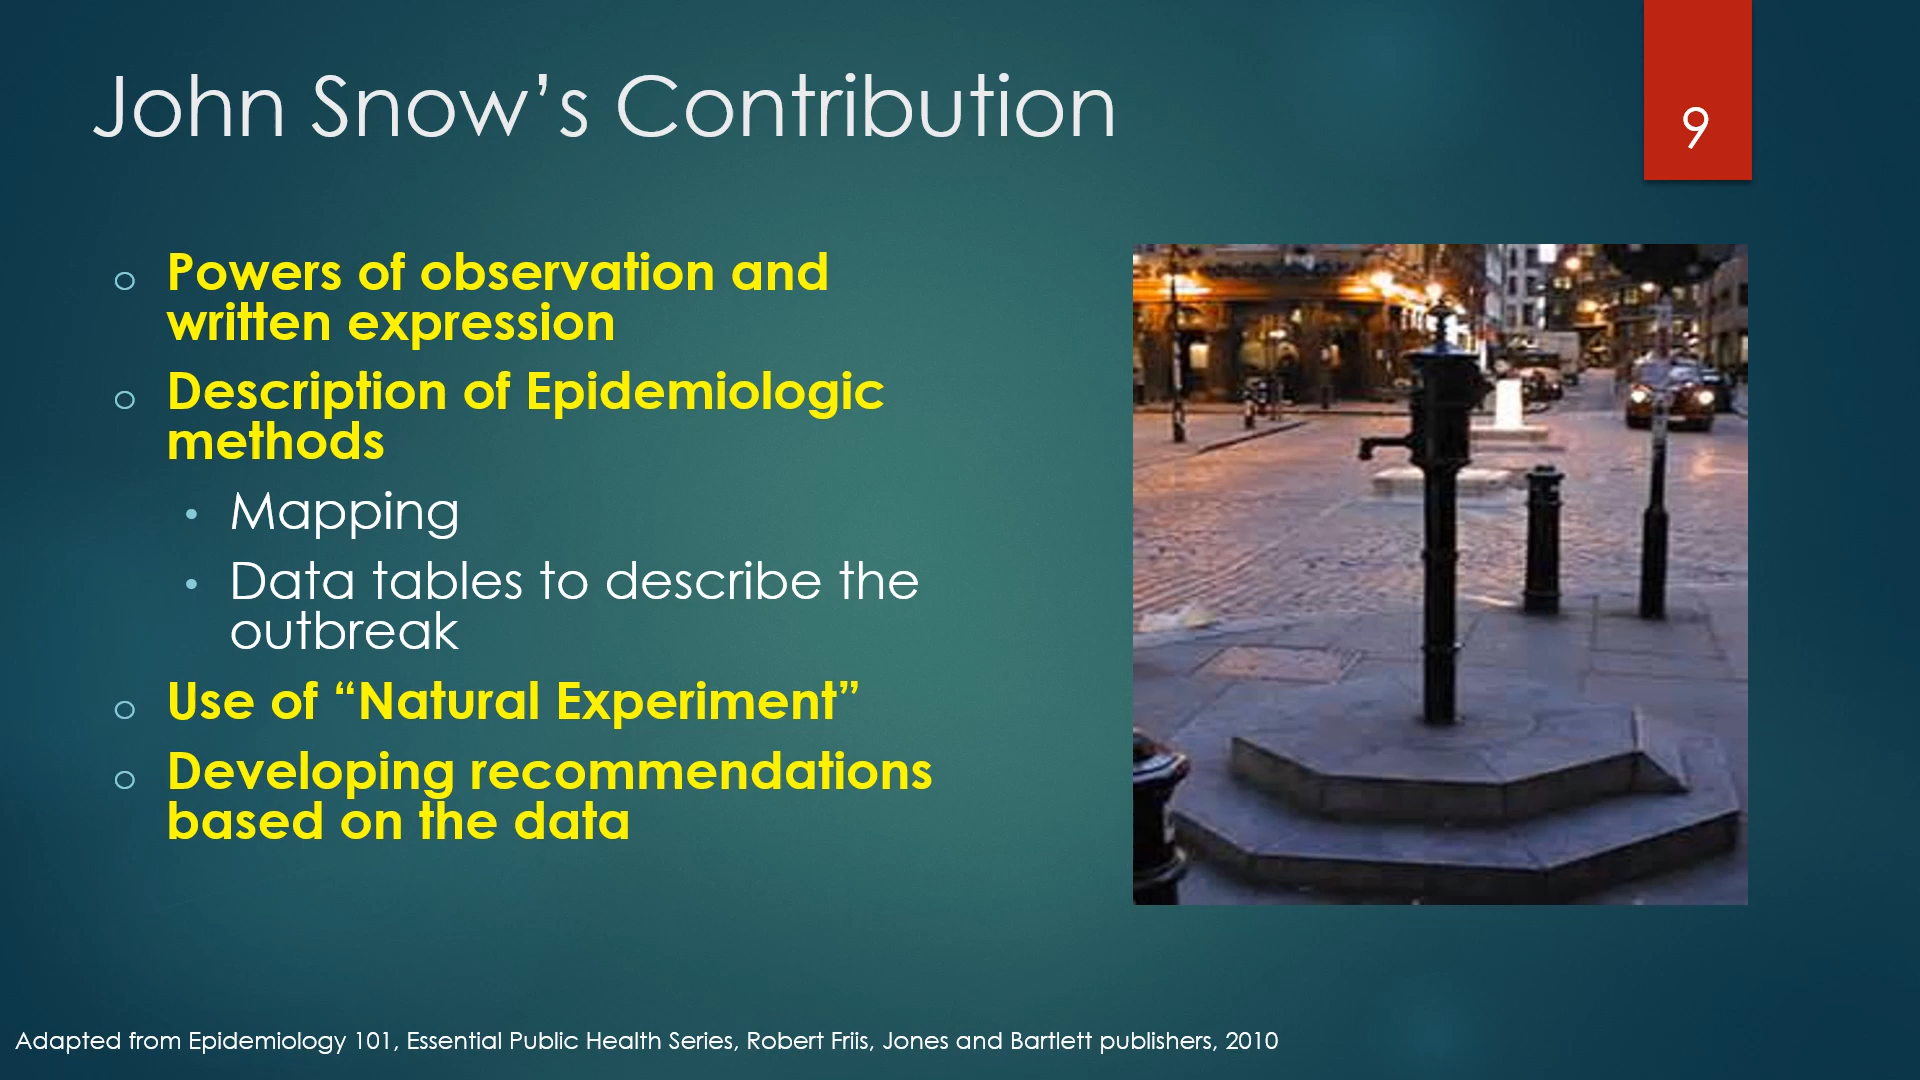 John Snow’s Contribution
9
Powers of observation and
written expression
Description of Epidemiologic
methods
Mapping
Data tables to describe the
outbreak
Use of “Natural Experiment”
Developing recommendations
based on the data
Adapted from Epidemiology 101, Essential Public Health Series, Robert Friis, Jones and Bartlett publishers, 2010